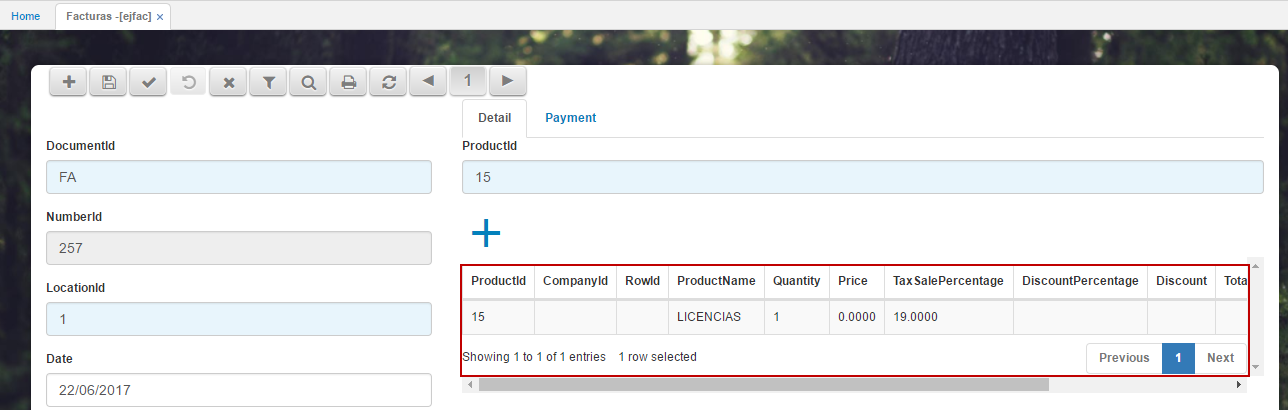 Home Facturas -[ejfac] ×
1
Detail Payment
DocumentId
FA
NumberId
257
LocationId
1
Date
22/06/2017
ProductId
15
ProductId CompanyId RowId ProductName Quantity Price TaxSalePercentage DiscountPercentage Discount Tota
15 LICENCIAS 1 0.0000 19.0000
Showing 1 to 1 of 1 entries 1 row selected
Previous 1 Next